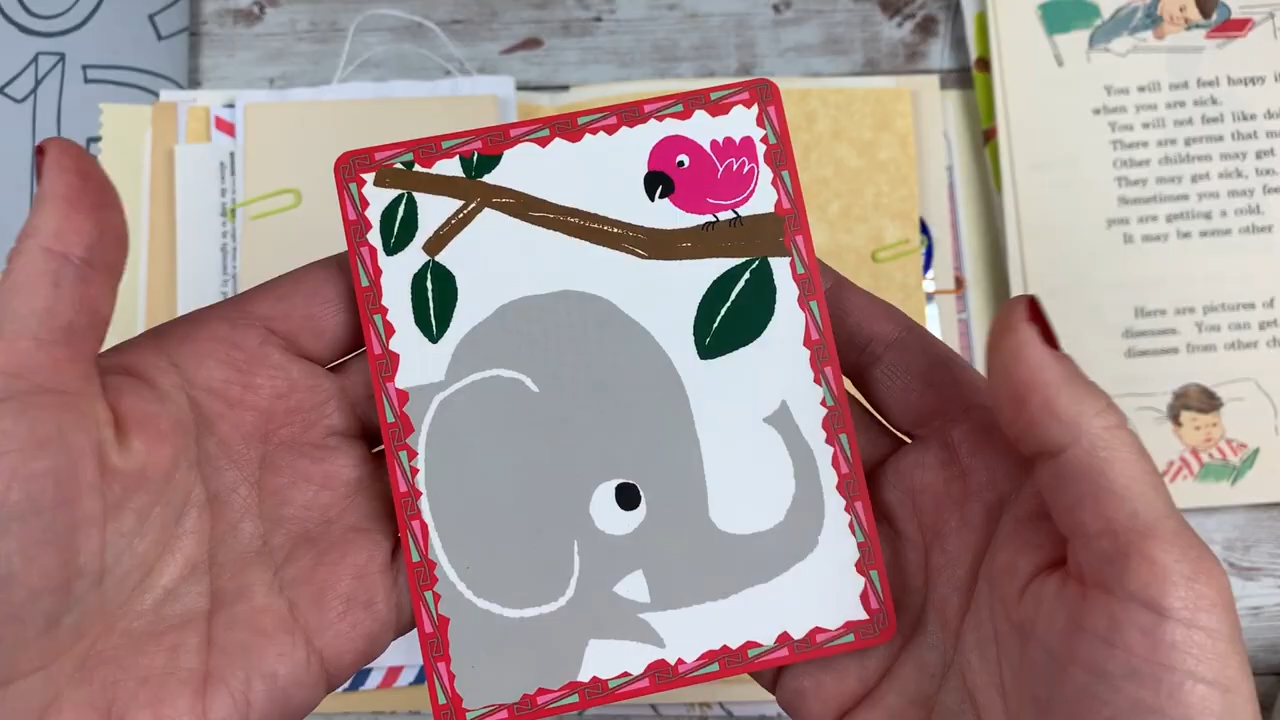 You will not feel happy i
when you are sick.
You will not feel like do
There are germs that m
Other children may get
They may get sick, too.
Sometimes you may fee
you are getting a cold,
It may be some other
Here are pictures of
diseases. You can get
diseases from other ch